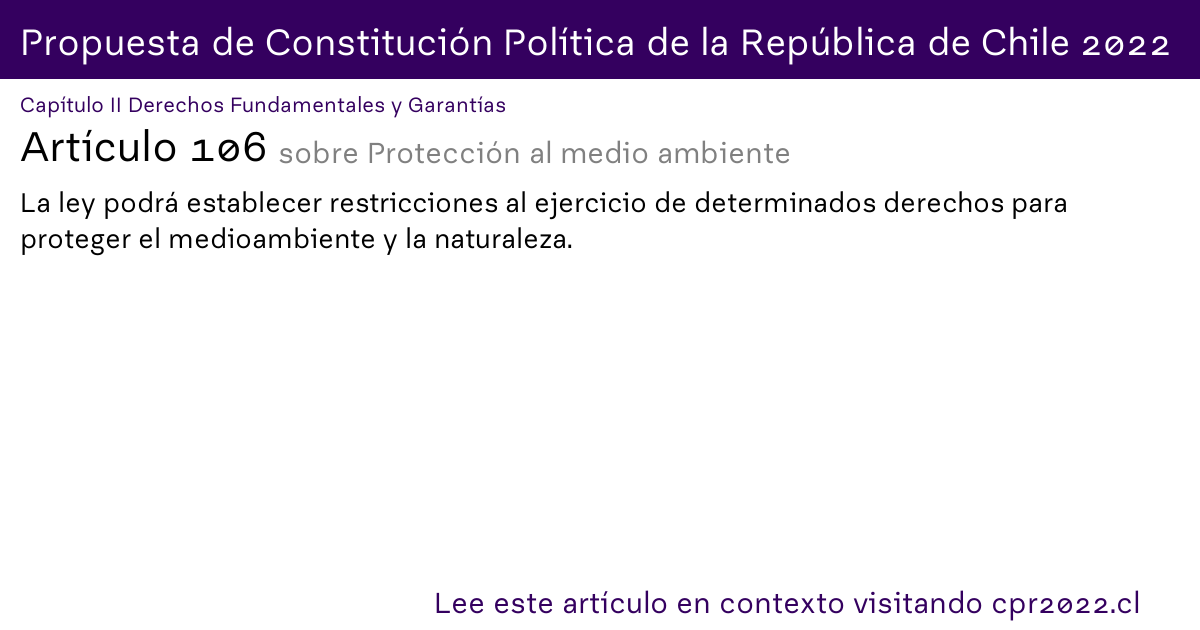 Propuesta de Constitución Política de la República de Chile 2022
Capítulo II Derechos Fundamentales y Garantías
Artículo 106 sobre Protección al medio ambiente
La ley podrá establecer restricciones al ejercicio de determinados derechos para
proteger el medioambiente y la naturaleza.
Lee este artículo en contexto visitando cpr2022.cl